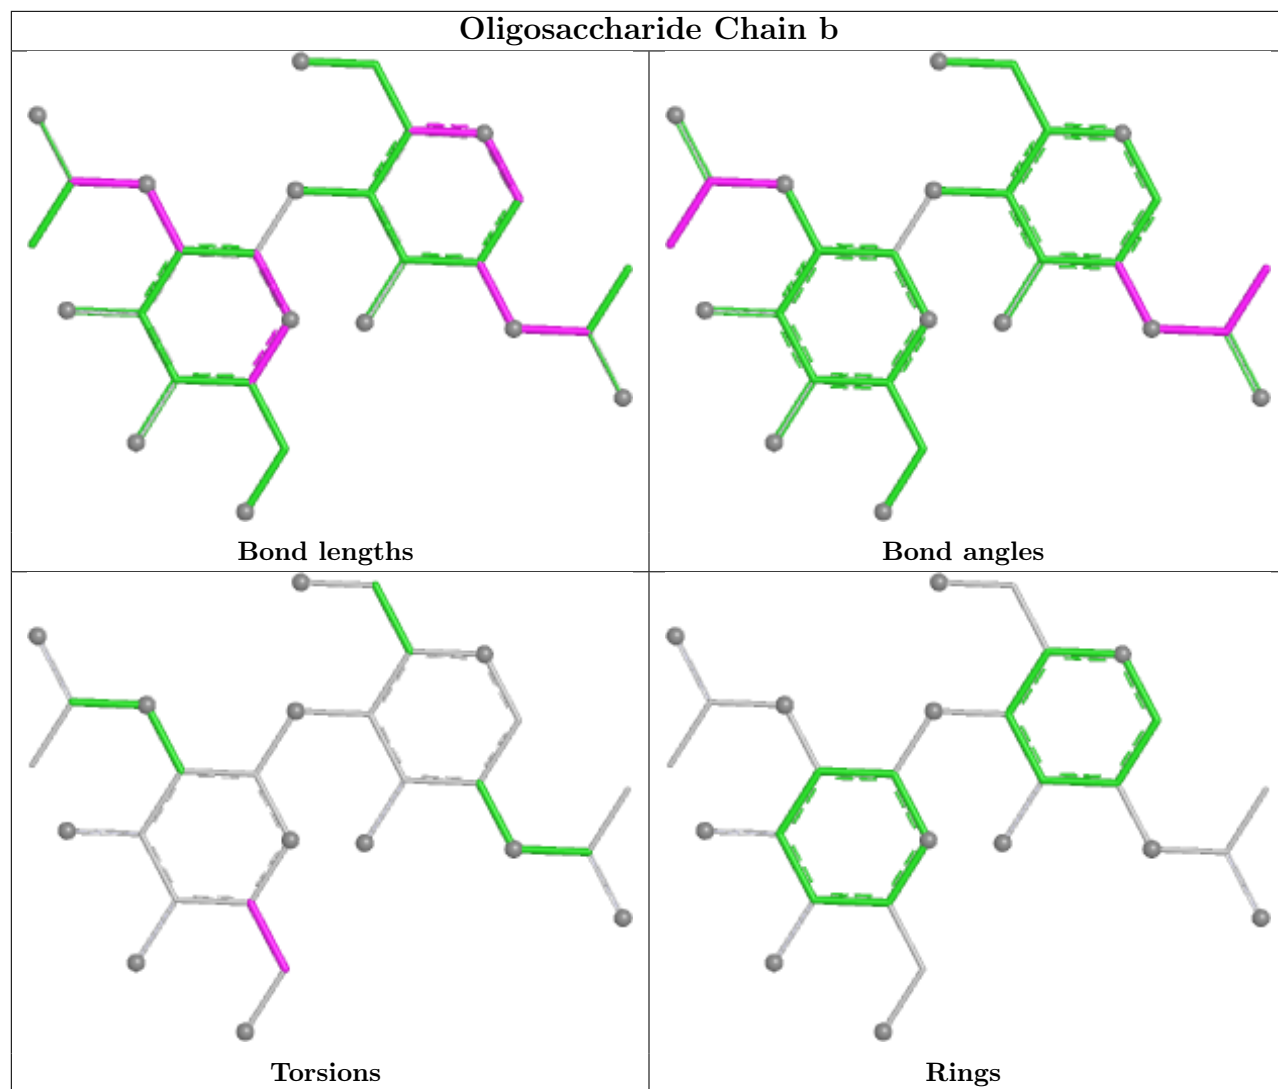 Oligosaccharide Chain b
Bond lengths
Bond angles
Torsions
Rings